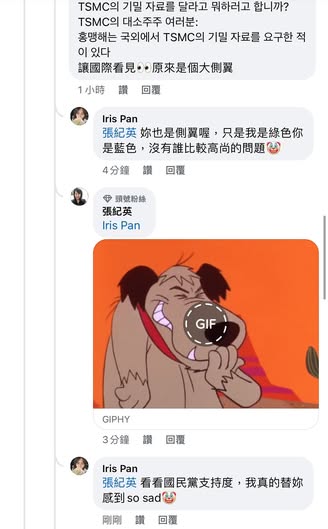 TSMC의 기밀 자료를 달라고 뭐하러고 합니까?
TSMC의 대소주주 여러분:
홍맹해는 국외에서 TSMC의 기밀 자료를 요구한 적
이 있다
讓國際看見👀原來是個大側翼
1小時 讚 回覆
Iris Pan
張紀英 妳也是側翼喔，只是我是綠色你
是藍色，沒有誰比較高尚的問題🤡
4分鐘 讚 回覆
頭號粉絲
張紀英
Iris Pan
GIF
GIPHY
3分鐘 讚 回覆
Iris Pan
張紀英 看看國民黨支持度，我真的替妳
感到 so sad🤡
剛剛 讚 回覆